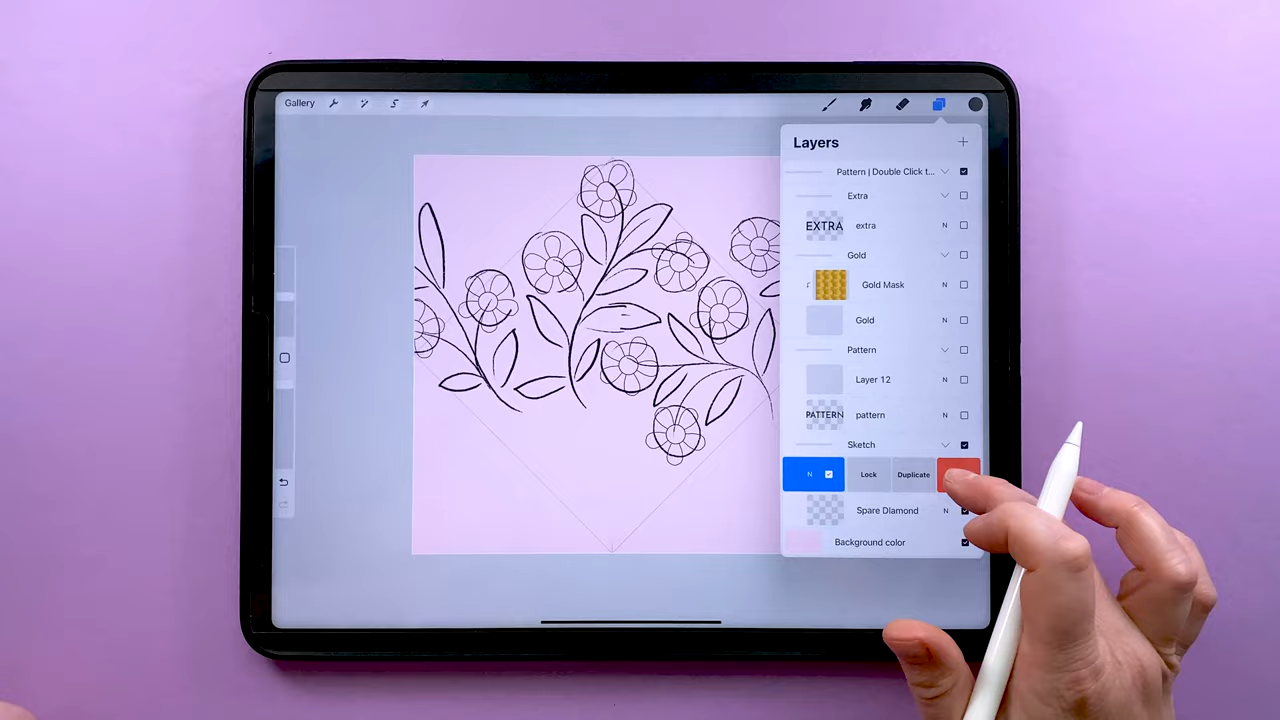 Gallery
Layers
Pattern | Double Click t...
Extra
EXTRA extra N
Gold
Gold Mask N
Gold N
Pattern
Layer 12 N
PATTERN pattern N
Sketch
N Lock Duplicate
Spare DIamond N
Background color